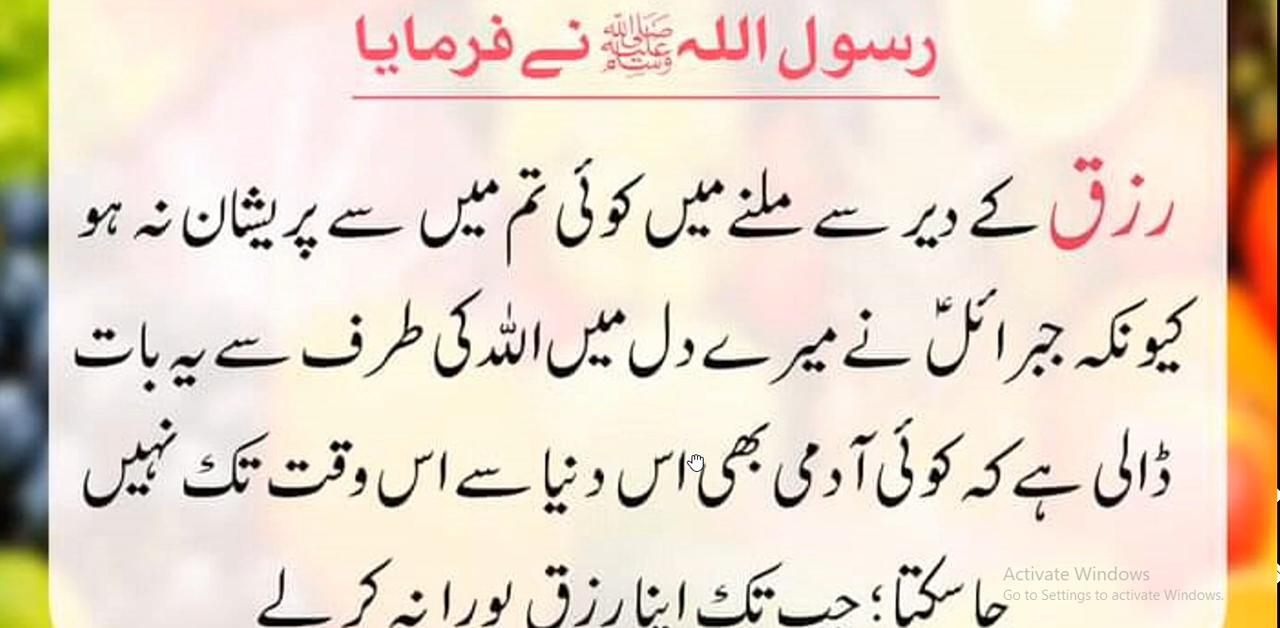 رسول اللہ ﷺ نے فرمایا
رزق کے دیر سے ملنے میں کوئی تم میں سے پریشان نہ ہو
کیونکہ جبرائلؑ نے میرے دل میں اللہ کی طرف سے یہ بات
ڈالی ہے کہ کوئی آدمی بھی اس دنیا سے اس وقت تک نہیں
جا سکتا؛ جب تک اپنا رزق پورا نہ کر لے
Activate Windows
Go to Settings to activate Windows.